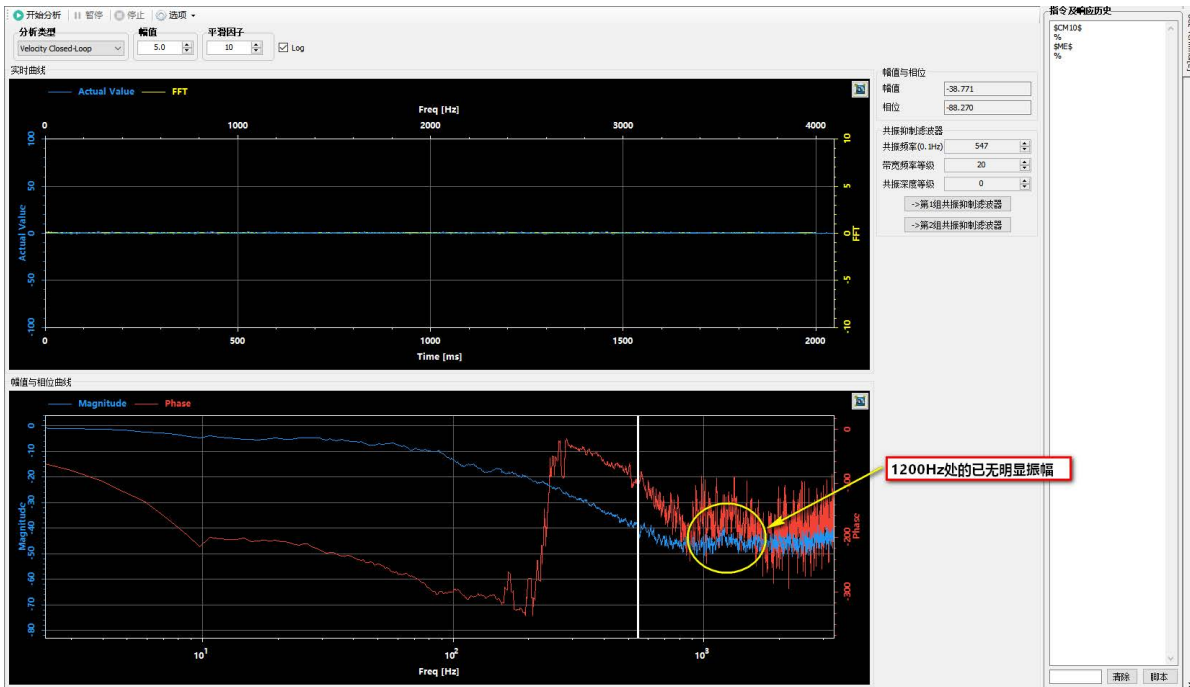 开始分析 暂停 停止 选项
分析类型 幅值 平滑因子
Velocity Closed-Loop 5.0 10 Log
实时曲线
Actual Value FFT
Freq [Hz]
0 1000 2000 3000 4000
100 50 0 -50 -100
Actual Value
10 5 0 -5 -10
FFT
0 500 1000 1500 2000
Time [ms]
幅值与相位曲线
Magnitude Phase
0 -10 -20 -30 -40 -50 -60 -70 -80
Magnitude
0 -100 -200 -300
Phase
10¹ 10² 10³
Freq [Hz]
1200Hz处的已无明显振幅
幅值与相位
幅值 -38.771
相位 -88.270
共振抑制滤波器
共振频率(0.1Hz) 547
带宽频率等级 20
共振深度等级 0
->第1组共振抑制滤波器
->第2组共振抑制滤波器
指令及响应历史
$CM10$
%
$ME$
%
清除 脚本